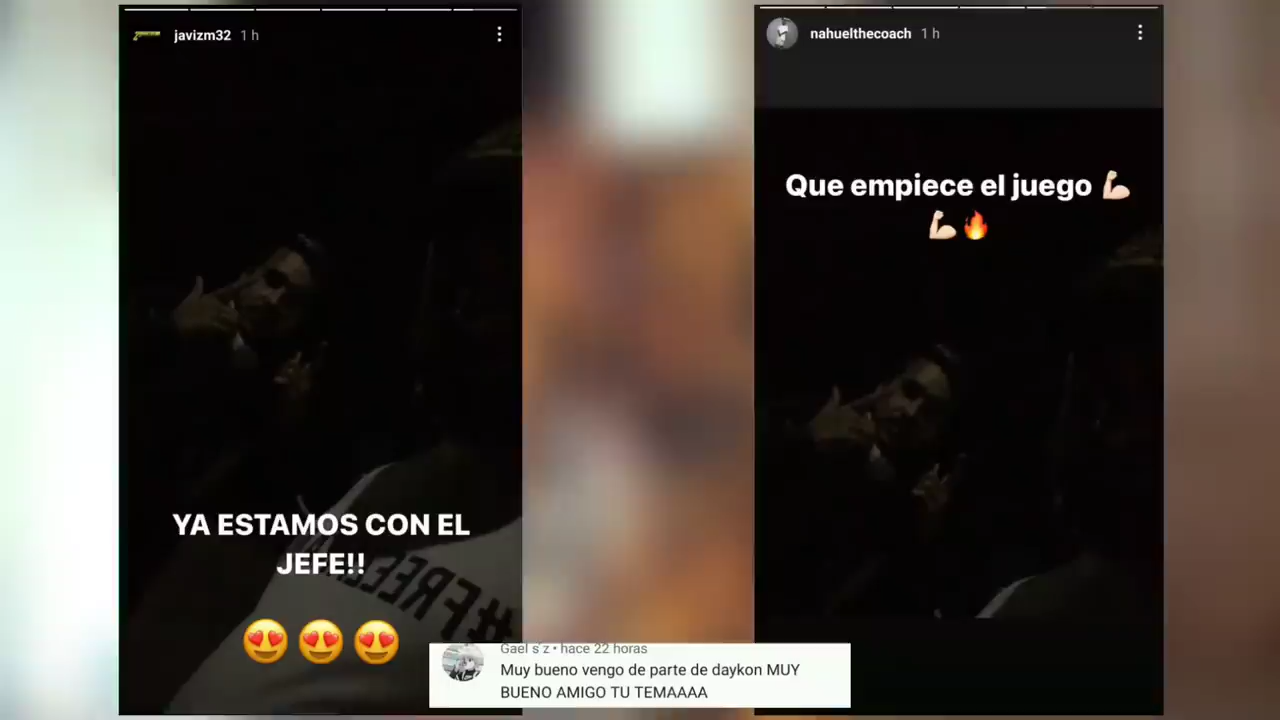 javizm32 1 h
YA ESTAMOS CON EL
JEFE!!
nahuelthecoach 1 h
Que empiece el juego 💪🏻
💪🏻🔥
😍😍😍
Gael s´z • hace 22 horas
Muy bueno vengo de parte de daykon MUY
BUENO AMIGO TU TEMAAAA